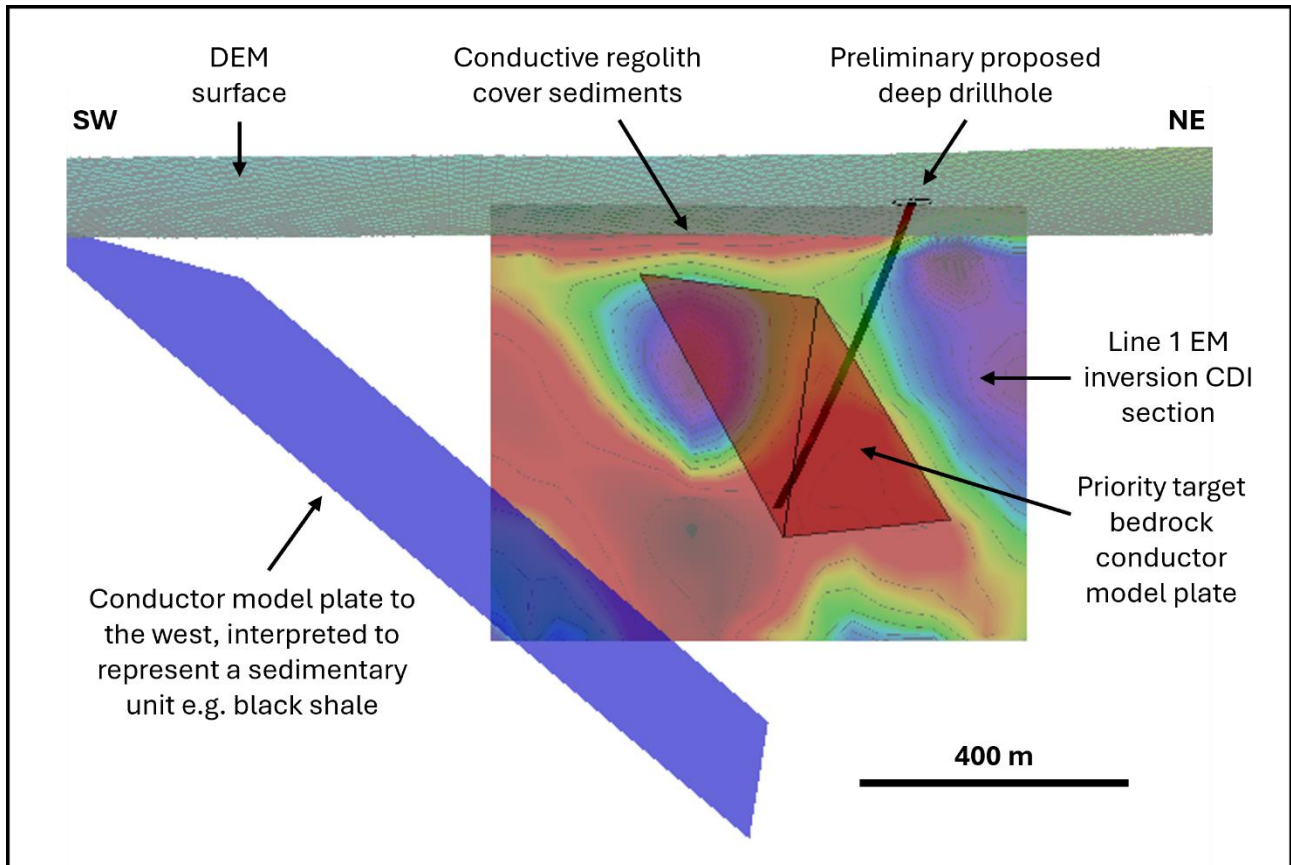 DEM
surface
Conductive regolith
cover sediments
Preliminary proposed
deep drillhole
SW
NE
Line 1 EM
inversion CDI
section
Priority target
bedrock
conductor
model plate
Conductor model plate to
the west, interpreted to
represent a sedimentary
unit e.g. black shale
400 m